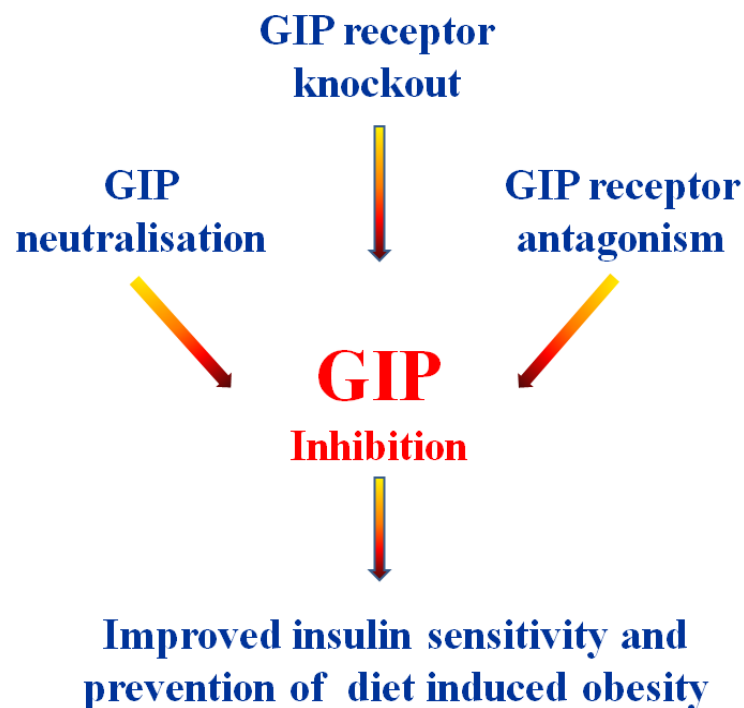 GIP receptor
knockout
GIP
neutralisation
GIP receptor
antagonism
GIP
Inhibition
Improved insulin sensitivity and
prevention of diet induced obesity